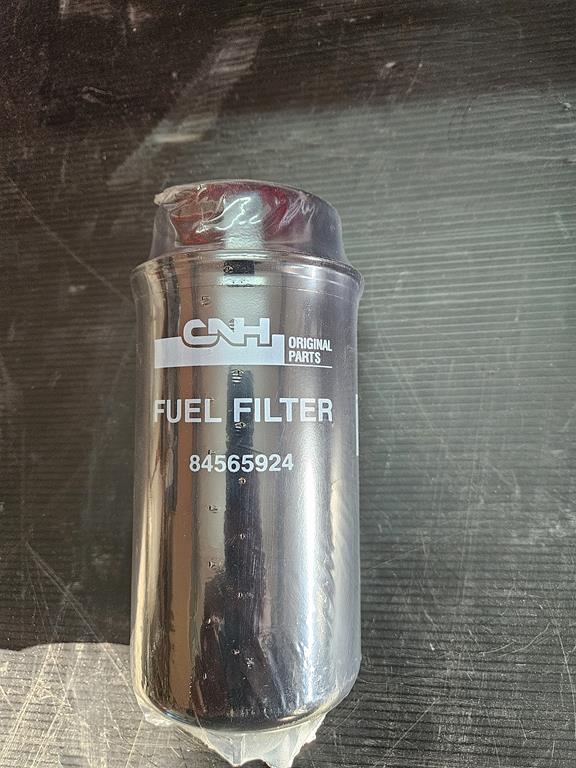 CNH ORIGINAL
PARTS
FUEL FILTER
84565924